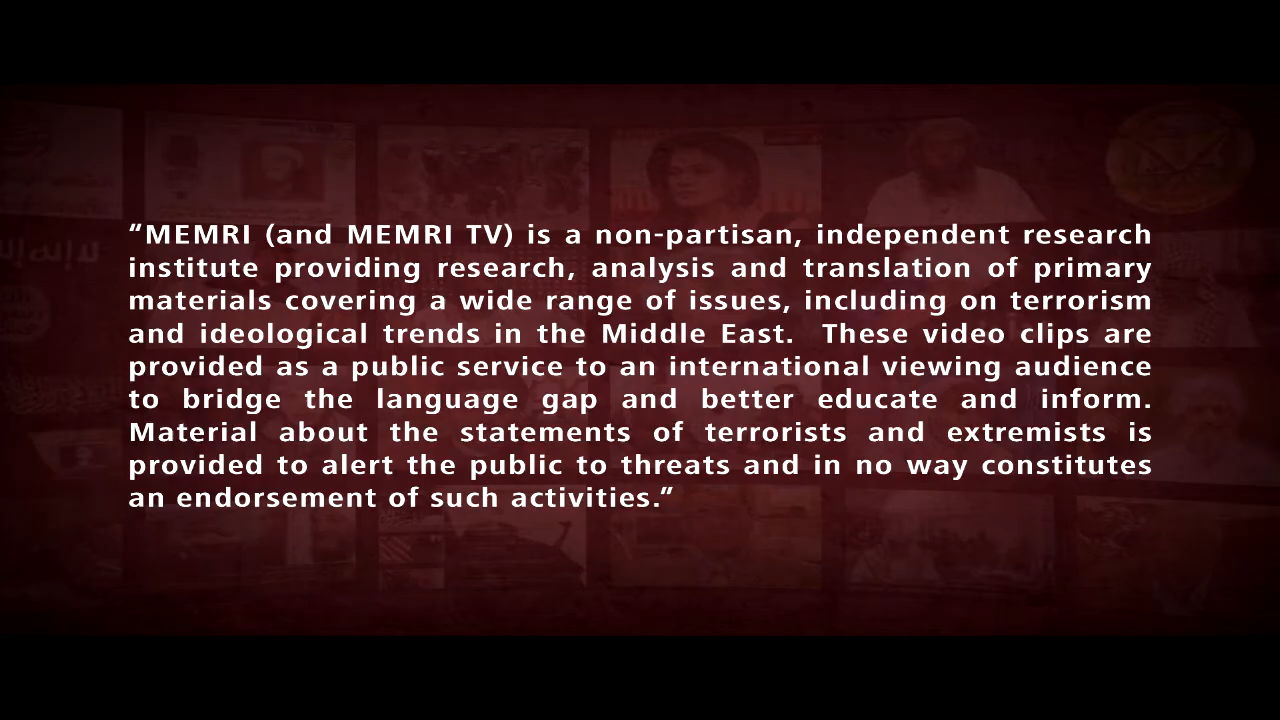 “MEMRI (and MEMRI TV) is a non-partisan, independent research
institute providing research, analysis and translation of primary
materials covering a wide range of issues, including on terrorism
and ideological trends in the Middle East.  These video clips are
provided as a public service to an international viewing audience
to bridge the language gap and better educate and inform.
Material about the statements of terrorists and extremists is
provided to alert the public to threats and in no way constitutes
an endorsement of such activities.”